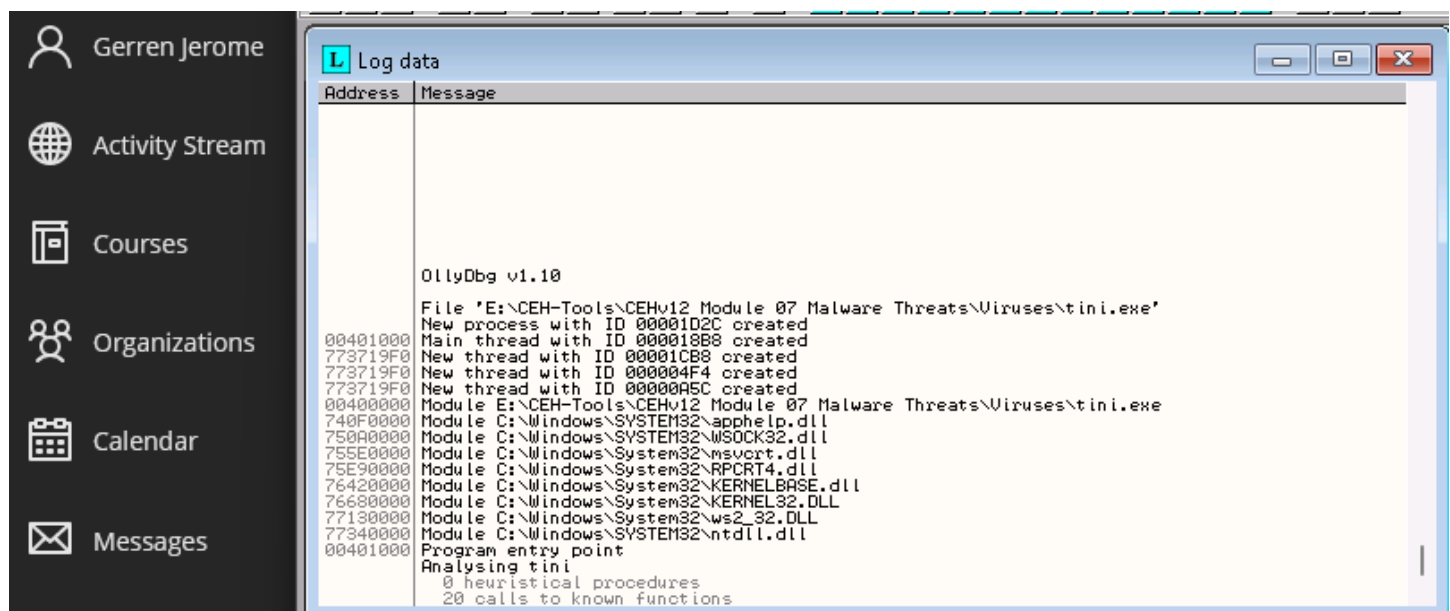 Gerren Jerome
Activity Stream
Courses
Organizations
Calendar
Messages
L Log data
Address Message
OllyDbg v1.10
File 'E:\CEH-Tools\CEHv12 Module 07 Malware Threats\Viruses\tini.exe'
New process with ID 00001D2C created
00401000 Main thread with ID 000018B8 created
773719F0 New thread with ID 00001CB8 created
773719F0 New thread with ID 000004F4 created
773719F0 New thread with ID 00000A5C created
00400000 Module E:\CEH-Tools\CEHv12 Module 07 Malware Threats\Viruses\tini.exe
740F0000 Module C:\Windows\SYSTEM32\apphelp.dll
750A0000 Module C:\Windows\SYSTEM32\WSOCK32.dll
755E0000 Module C:\Windows\System32\msvcrt.dll
75E90000 Module C:\Windows\System32\RPCRT4.dll
76420000 Module C:\Windows\System32\KERNELBASE.dll
76680000 Module C:\Windows\System32\KERNEL32.DLL
77130000 Module C:\Windows\System32\ws2_32.DLL
77340000 Module C:\Windows\SYSTEM32\ntdll.dll
00401000 Program entry point
Analysing tini
0 heuristical procedures
20 calls to known functions